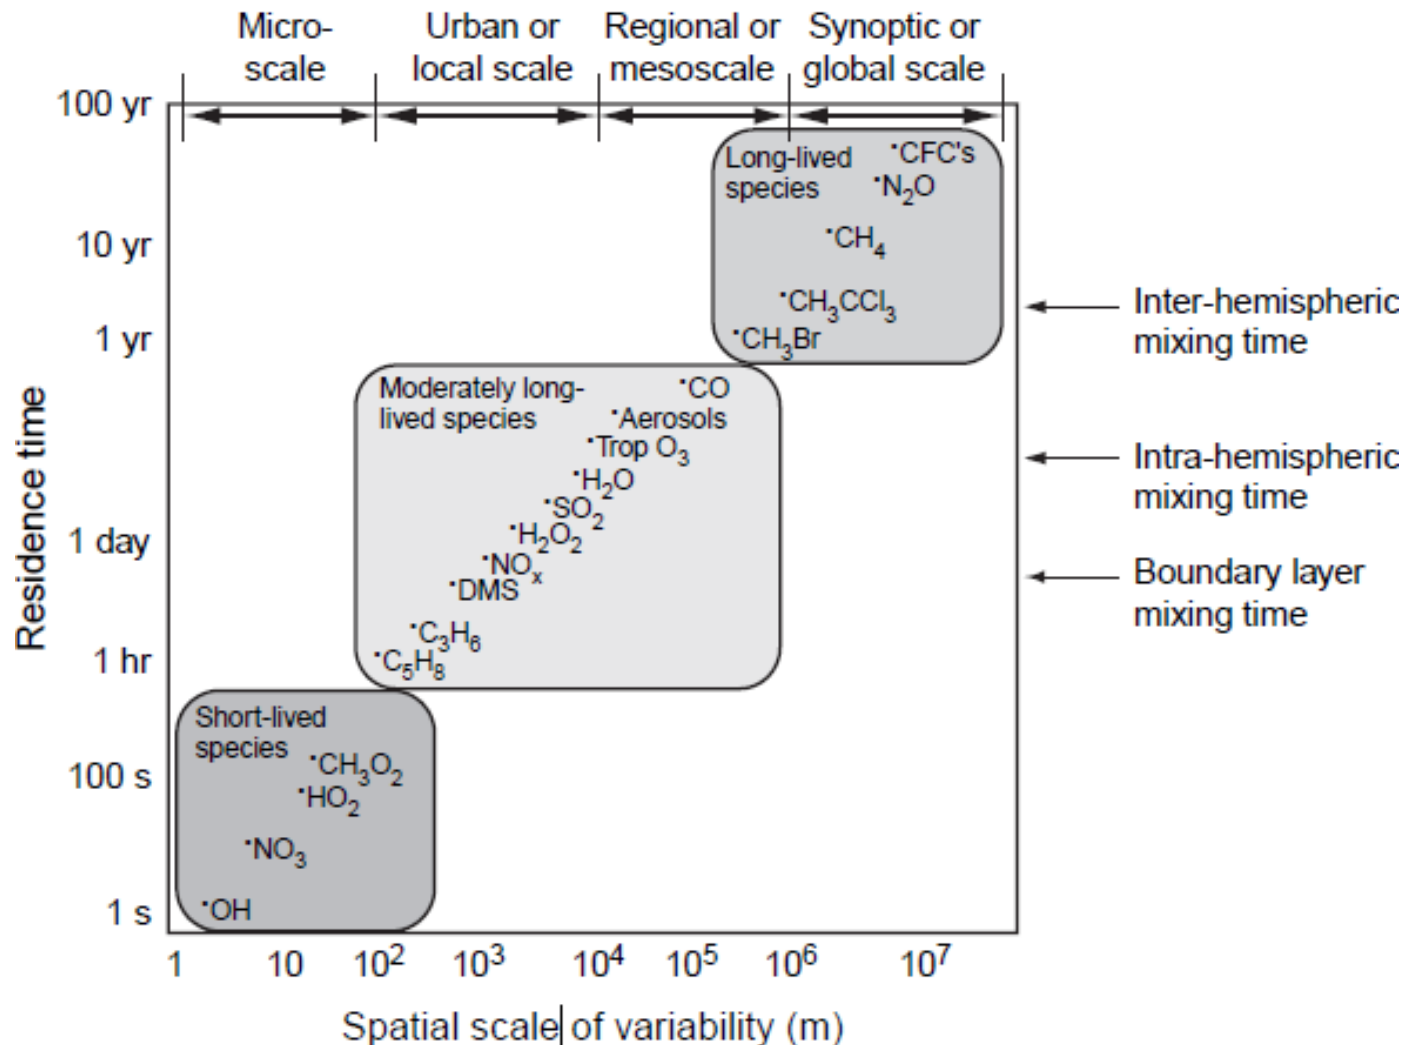 Micro-
scale
Urban or
local scale
Regional or
mesoscale
Synoptic or
global scale
100 yr
10 yr
1 yr
1 day
1 hr
100 s
1 s
Residence time
Long-lived
species
CFC's
N₂O
CH₄
CH₃CCl₃
CH₃Br
Moderately long-
lived species
CO
Aerosols
Trop O₃
H₂O
SO₂
H₂O₂
NOₓ
DMS
C₃H₆
C₅H₈
Short-lived
species
CH₃O₂
HO₂
NO₃
OH
Inter-hemispheric
mixing time
Intra-hemispheric
mixing time
Boundary layer
mixing time
1 10 10² 10³ 10⁴ 10⁵ 10⁶ 10⁷
Spatial scale of variability (m)